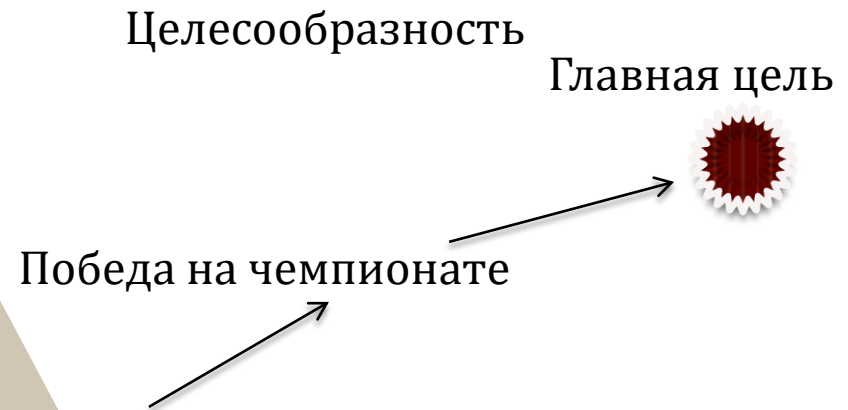 Целесообразность
Главная цель
Победа на чемпионате